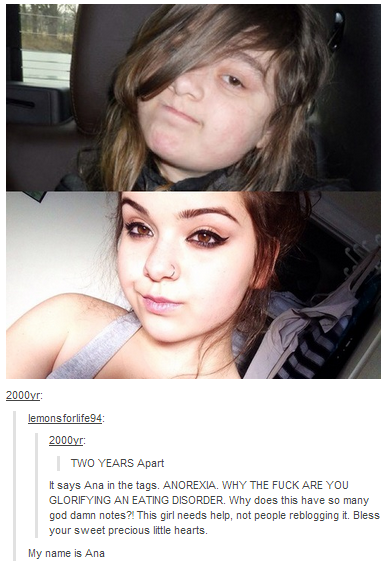 2000yr:
lemonsforlife94:
2000yr:
TWO YEARS Apart
It says Ana in the tags. ANOREXIA. WHY THE FUCK ARE YOU
GLORIFYING AN EATING DISORDER. Why does this have so many
god damn notes?! This girl needs help, not people reblogging it. Bless
your sweet precious little hearts.
My name is Ana